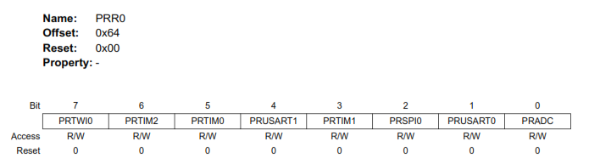 Name: PRR0
Offset: 0x64
Reset: 0x00
Property: -
Bit 7 6 5 4 3 2 1 0
PRTWI0 PRTIM2 PRTIM0 PRUSART1 PRTIM1 PRSPI0 PRUSART0 PRADC
Access R/W R/W R/W R/W R/W R/W R/W R/W
Reset 0 0 0 0 0 0 0 0